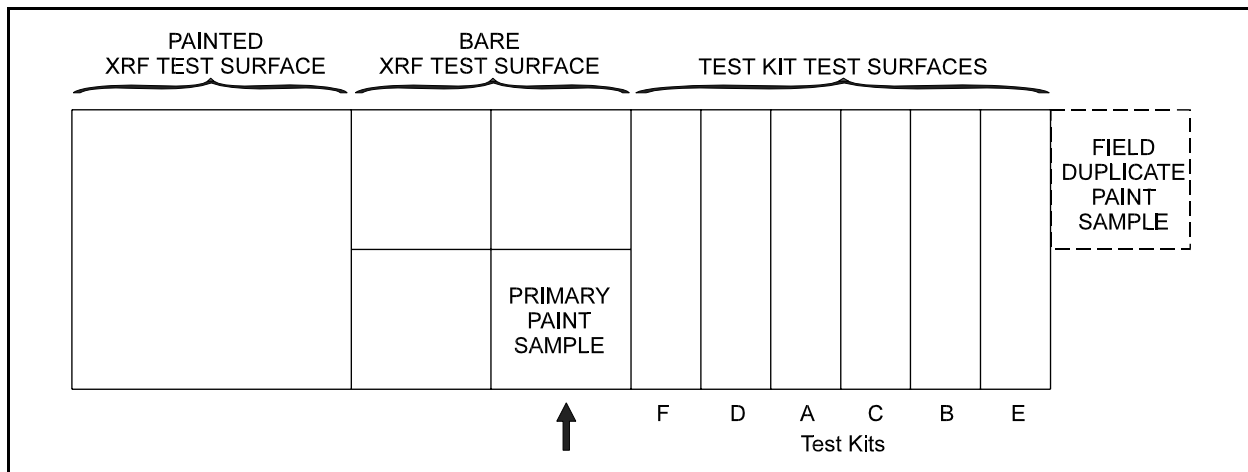 PAINTED
XRF TEST SURFACE
BARE
XRF TEST SURFACE
TEST KIT TEST SURFACES
FIELD
DUPLICATE
PAINT
SAMPLE
PRIMARY
PAINT
SAMPLE
F D A C B E
Test Kits